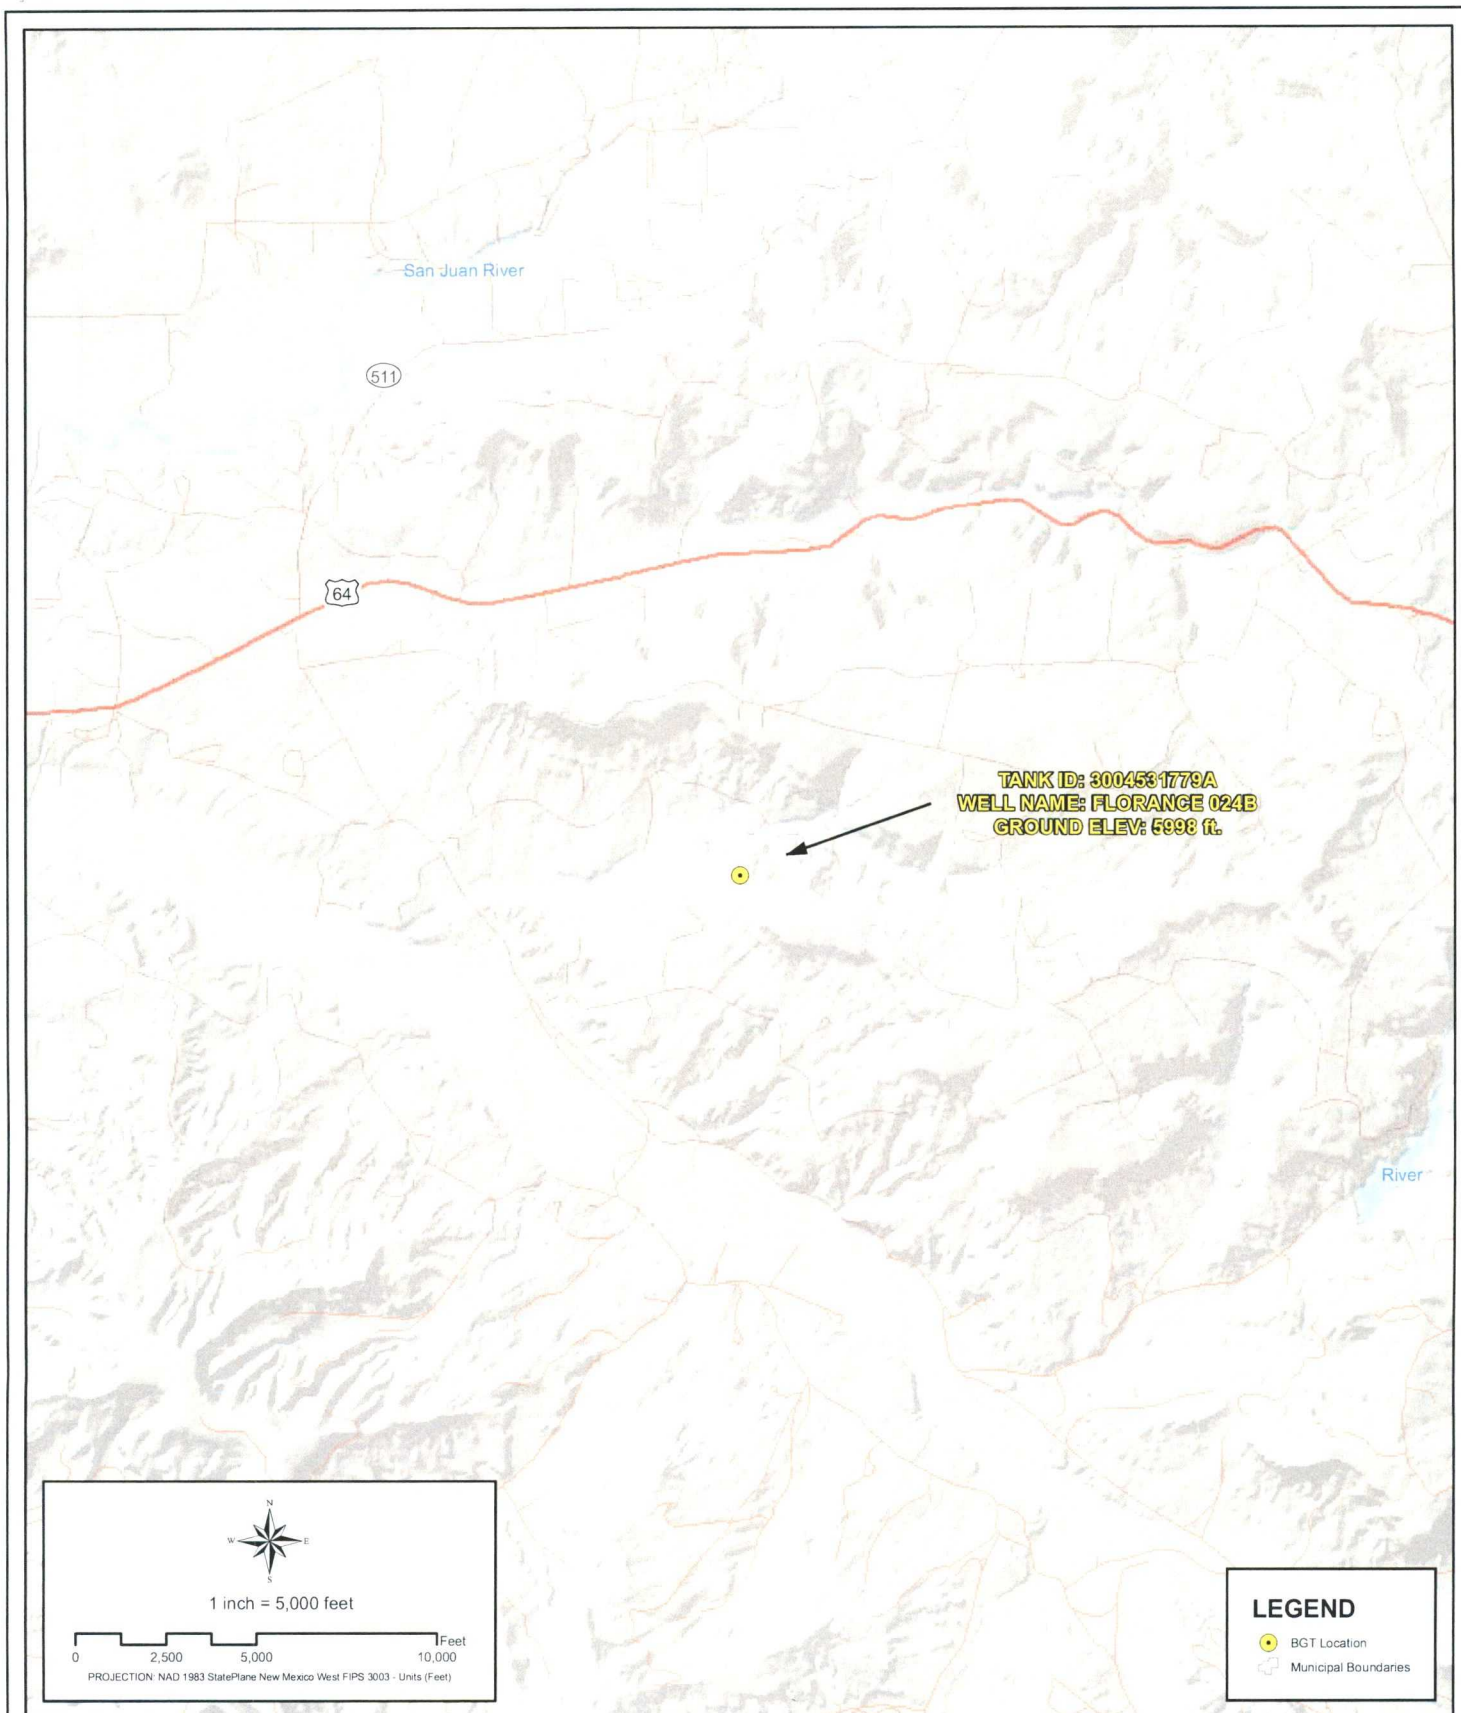 San Juan River
511
64
TANK ID: 3004531779A
WELL NAME: FLORANCE 024B
GROUND ELEV: 5998 ft.
River
N
W E
S
1 inch = 5,000 feet
Feet
0 2,500 5,000 10,000
PROJECTION: NAD 1983 StatePlane New Mexico West FIPS 3003 - Units (Feet)
LEGEND
BGT Location
Municipal Boundaries